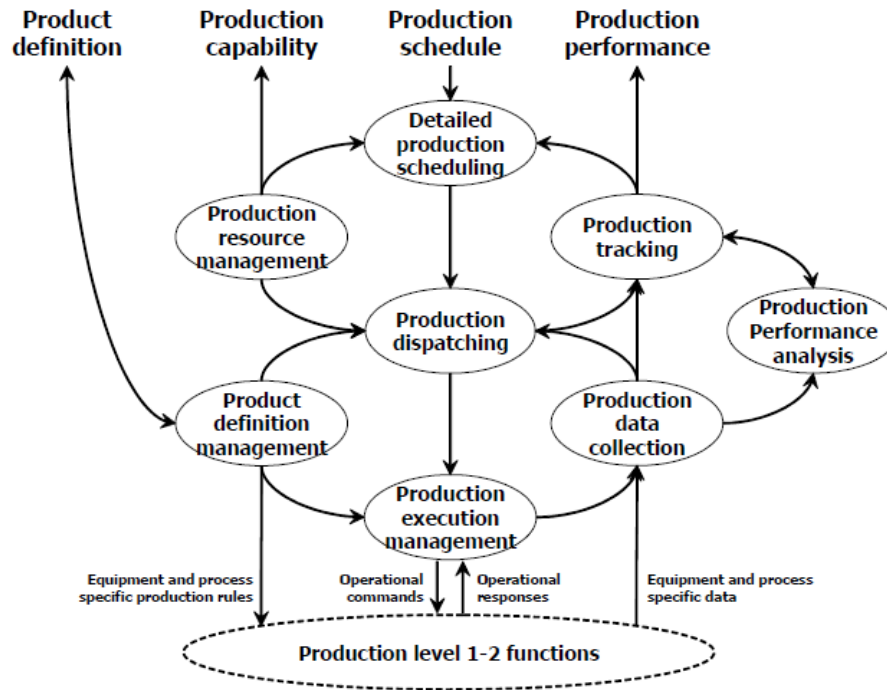 Product
definition
Production
capability
Production
schedule
Production
performance
Detailed
production
scheduling
Production
resource
management
Production
tracking
Production
dispatching
Production
Performance
analysis
Product
definition
management
Production
data
collection
Production
execution
management
Equipment and process
specific production rules
Operational
commands
Operational
responses
Equipment and process
specific data
Production level 1-2 functions